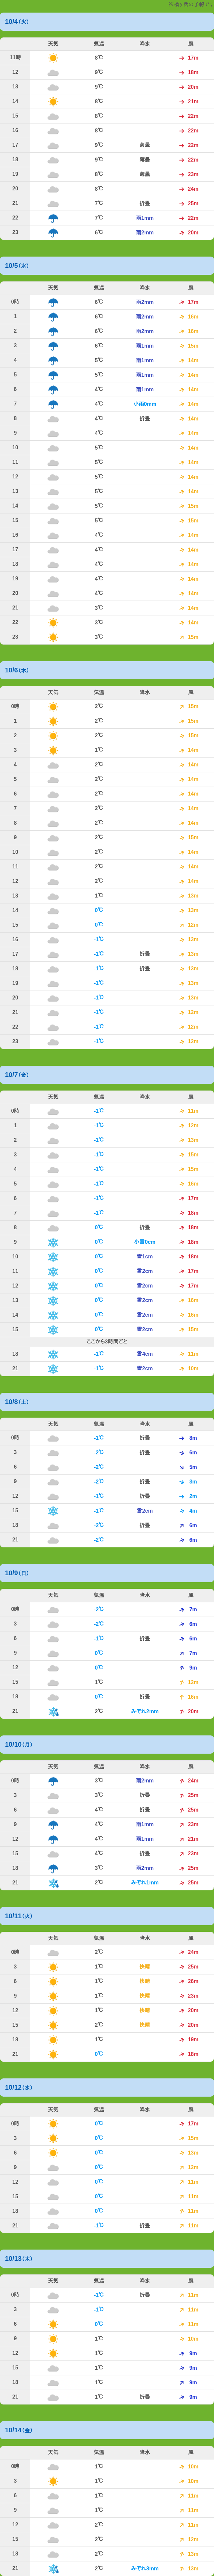 10/4(火)
天気 気温 降水 風
11時 8℃ 17m
12 9℃ 18m
13 9℃ 20m
14 8℃ 21m
15 8℃ 22m
16 8℃ 22m
17 9℃ 薄曇 22m
18 9℃ 薄曇 22m
19 8℃ 薄曇 23m
20 8℃ 24m
21 7℃ 折曇 25m
22 7℃ 雨1mm 22m
23 6℃ 雨2mm 20m
10/5(水)
天気 気温 降水 風
0時 6℃ 雨2mm 17m
1 6℃ 雨2mm 16m
2 6℃ 雨2mm 16m
3 6℃ 雨1mm 15m
4 5℃ 雨1mm 14m
5 5℃ 雨1mm 14m
6 4℃ 雨1mm 14m
7 4℃ 小雨0mm 14m
8 4℃ 折曇 14m
9 4℃ 14m
10 5℃ 14m
11 5℃ 14m
12 5℃ 14m
13 5℃ 14m
14 5℃ 15m
15 5℃ 15m
16 4℃ 14m
17 4℃ 14m
18 4℃ 14m
19 4℃ 14m
20 4℃ 14m
21 3℃ 14m
22 3℃ 14m
23 3℃ 15m
10/6(木)
天気 気温 降水 風
0時 2℃ 15m
1 2℃ 15m
2 2℃ 15m
3 1℃ 14m
4 2℃ 14m
5 2℃ 14m
6 2℃ 14m
7 2℃ 14m
8 2℃ 14m
9 2℃ 15m
10 2℃ 14m
11 2℃ 14m
12 2℃ 14m
13 1℃ 13m
14 0℃ 13m
15 0℃ 12m
16 -1℃ 13m
17 -1℃ 折曇 13m
18 -1℃ 折曇 13m
19 -1℃ 13m
20 -1℃ 13m
21 -1℃ 12m
22 -1℃ 12m
23 -1℃ 12m
10/7(金)
天気 気温 降水 風
0時 -1℃ 11m
1 -1℃ 12m
2 -1℃ 13m
3 -1℃ 15m
4 -1℃ 15m
5 -1℃ 16m
6 -1℃ 17m
7 -1℃ 18m
8 0℃ 折曇 18m
9 0℃ 小雪0cm 18m
10 0℃ 雪1cm 18m
11 0℃ 雪2cm 17m
12 0℃ 雪2cm 17m
13 0℃ 雪2cm 16m
14 0℃ 雪2cm 16m
15 0℃ 雪2cm 15m
ここから3時間ごと
18 -1℃ 雪4cm 11m
21 -1℃ 雪2cm 10m
10/8(土)
天気 気温 降水 風
0時 -1℃ 折曇 8m
3 -2℃ 折曇 6m
6 -2℃ 5m
9 -2℃ 折曇 3m
12 -1℃ 折曇 2m
15 -1℃ 雪2cm 4m
18 -2℃ 折曇 6m
21 -2℃ 6m
10/9(日)
天気 気温 降水 風
0時 -2℃ 7m
3 -2℃ 6m
6 -1℃ 折曇 6m
9 0℃ 7m
12 0℃ 9m
15 1℃ 12m
18 0℃ 折曇 16m
21 2℃ みぞれ2mm 20m
10/10(月)
天気 気温 降水 風
0時 3℃ 雨2mm 24m
3 3℃ 折曇 25m
6 4℃ 折曇 25m
9 4℃ 雨1mm 23m
12 4℃ 雨1mm 21m
15 4℃ 折曇 23m
18 3℃ 雨2mm 25m
21 2℃ みぞれ1mm 25m
10/11(火)
天気 気温 降水 風
0時 2℃ 24m
3 1℃ 快晴 25m
6 1℃ 快晴 26m
9 1℃ 快晴 23m
12 1℃ 快晴 20m
15 2℃ 快晴 20m
18 1℃ 19m
21 0℃ 18m
10/12(水)
天気 気温 降水 風
0時 0℃ 17m
3 0℃ 15m
6 0℃ 13m
9 0℃ 12m
12 0℃ 11m
15 0℃ 11m
18 0℃ 11m
21 -1℃ 折曇 11m
10/13(木)
天気 気温 降水 風
0時 -1℃ 折曇 11m
3 -1℃ 11m
6 0℃ 11m
9 1℃ 10m
12 1℃ 9m
15 1℃ 9m
18 1℃ 9m
21 1℃ 折曇 9m
10/14(金)
天気 気温 降水 風
0時 1℃ 10m
3 1℃ 10m
6 1℃ 11m
9 1℃ 11m
12 2℃ 11m
15 2℃ 12m
18 2℃ 13m
21 2℃ みぞれ3mm 13m